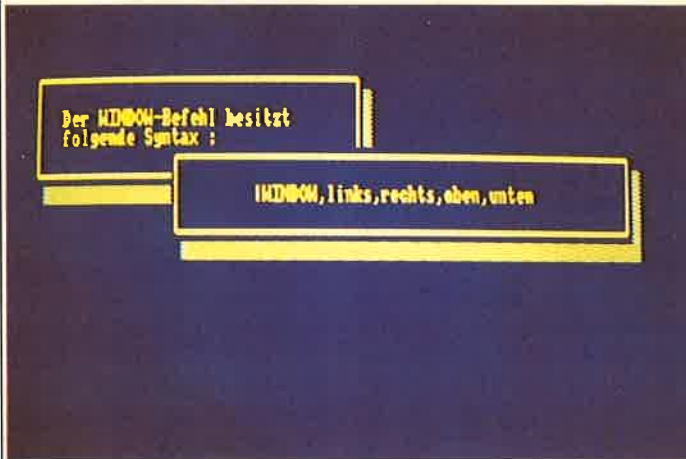 Der WINDOW-Befehl besitzt
folgende Syntax :
|WINDOW,links,rechts,oben,unten